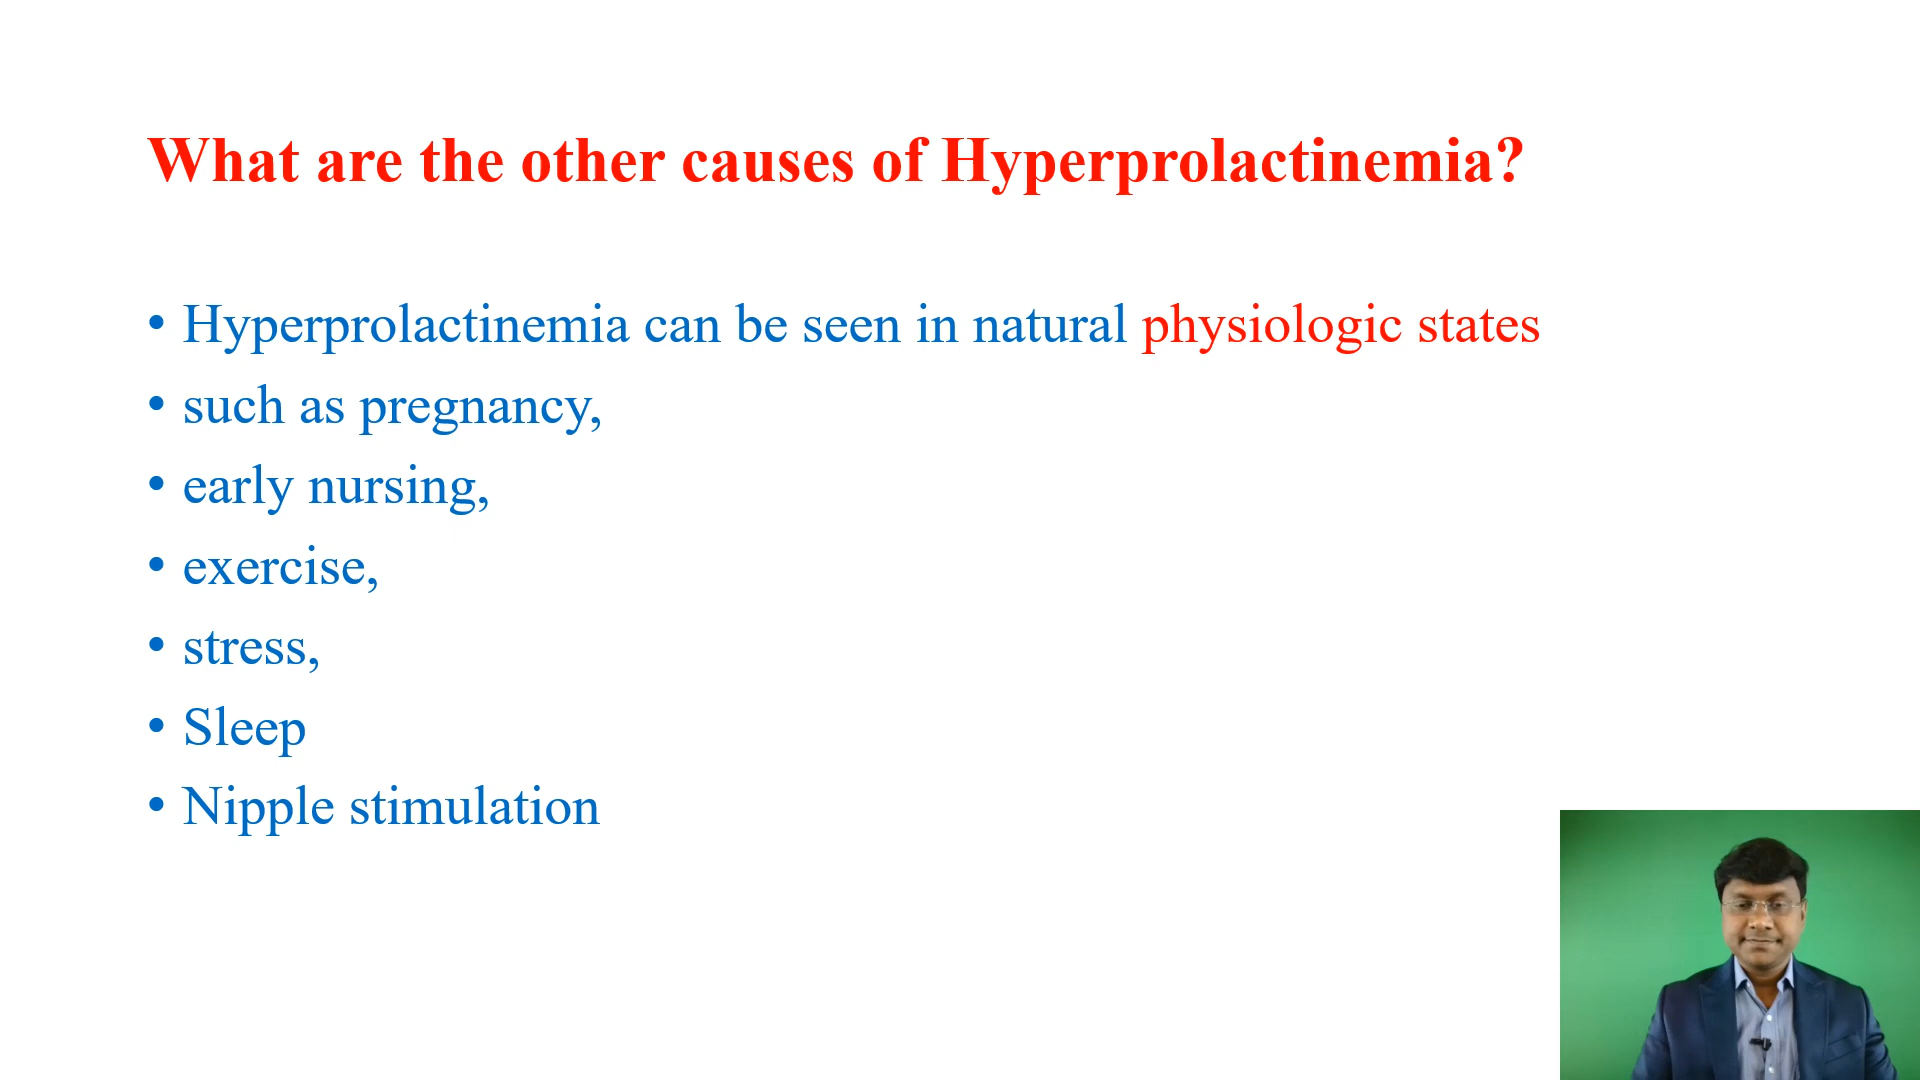 What are the other causes of Hyperprolactinemia?
• Hyperprolactinemia can be seen in natural physiologic states
• such as pregnancy,
• early nursing,
• exercise,
• stress,
• Sleep
• Nipple stimulation